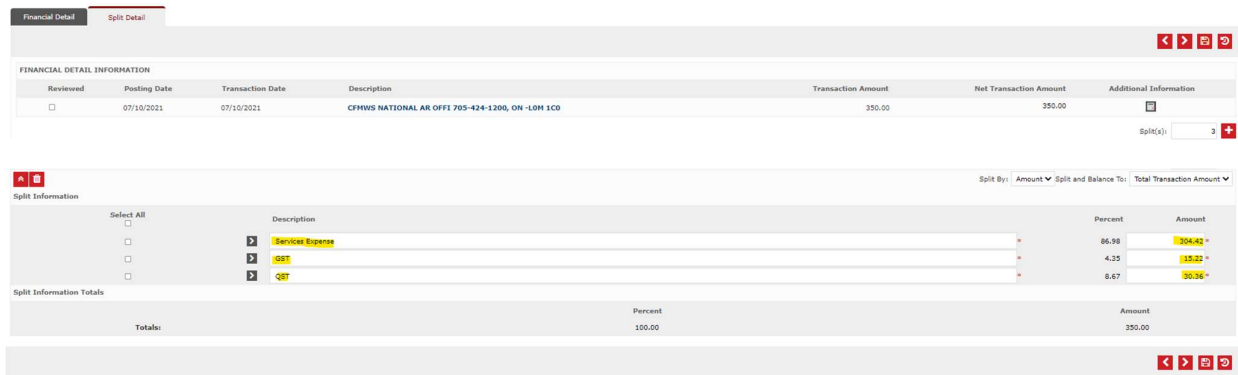 Financial Detail Split Detail
FINANCIAL DETAIL INFORMATION
Reviewed Posting Date Transaction Date Description Transaction Amount Net Transaction Amount Additional Information
07/10/2021 07/10/2021 CFMWS NATIONAL AR OFFI 705-424-1200, ON -L0M 1C0 350.00 350.00
Split(s): 3
Split By: Amount Split and Balance To: Total Transaction Amount
Split Information
Select All Description Percent Amount
Services Expense * 86.98 304.42 *
GST * 4.35 15.22 *
QST * 8.67 30.36 *
Split Information Totals
Percent Amount
Totals: 100.00 350.00